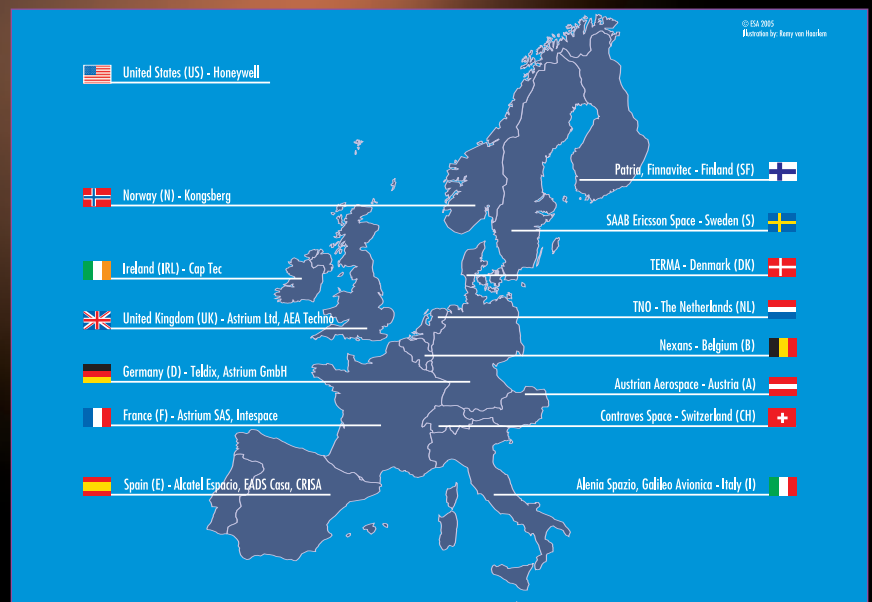 © ESA 2005
Illustration by: Remy van Haarlem
United States (US) - Honeywell
Norway (N) - Kongsberg
Ireland (IRL) - Cap Tec
United Kingdom (UK) - Astrium Ltd, AEA Techno
Germany (D) - Teldix, Astrium GmbH
France (F) - Astrium SAS, Intespace
Spain (E) - Alcatel Espacio, EADS Casa, CRISA
Patria, Finnavitec - Finland (SF)
SAAB Ericsson Space - Sweden (S)
TERMA - Denmark (DK)
TNO - The Netherlands (NL)
Nexans - Belgium (B)
Austrian Aerospace - Austria (A)
Contraves Space - Switzerland (CH)
Alenia Spazio, Galileo Avionica - Italy (I)